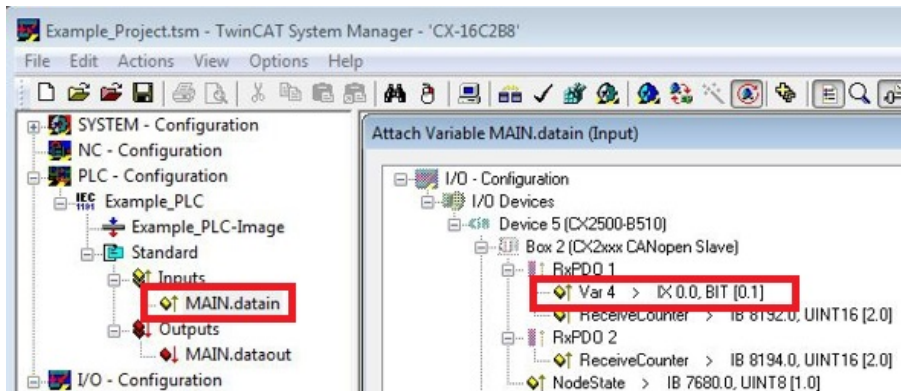 Example_Project.tsm - TwinCAT System Manager - 'CX-16C2B8'
File Edit Actions View Options Help
SYSTEM - Configuration
NC - Configuration
PLC - Configuration
IEC 1131
Example_PLC
Example_PLC-Image
Standard
Inputs
MAIN.datain
Outputs
MAIN.dataout
I/O - Configuration
Attach Variable MAIN.datain (Input)
I/O - Configuration
I/O Devices
Device 5 (CX2500-B510)
Box 2 (CX2xxx CANopen Slave)
RxPDO 1
Var 4 > IX 0.0, BIT [0.1]
ReceiveCounter > IB 8192.0, UINT16 [2.0]
RxPDO 2
ReceiveCounter > IB 8194.0, UINT16 [2.0]
NodeState > IB 7680.0, UINT8 [1.0]